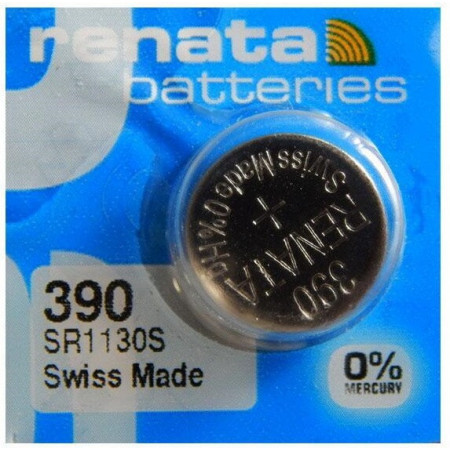 renata
batteries
Swiss Made 0% Hg
+
RENATA
390
390
SR1130S
Swiss Made
0%
MERCURY